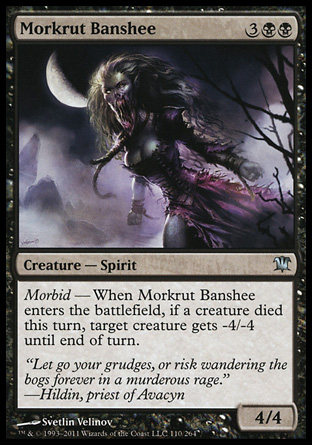 Morkrut Banshee 3
Creature — Spirit
Morbid — When Morkrut Banshee
enters the battlefield, if a creature died
this turn, target creature gets -4/-4
until end of turn.
“Let go your grudges, or risk wandering the
bogs forever in a murderous rage.”
—Hildin, priest of Avacyn
4/4
Svetlin Velinov
™ & © 1993–2011 Wizards of the Coast LLC 110/264